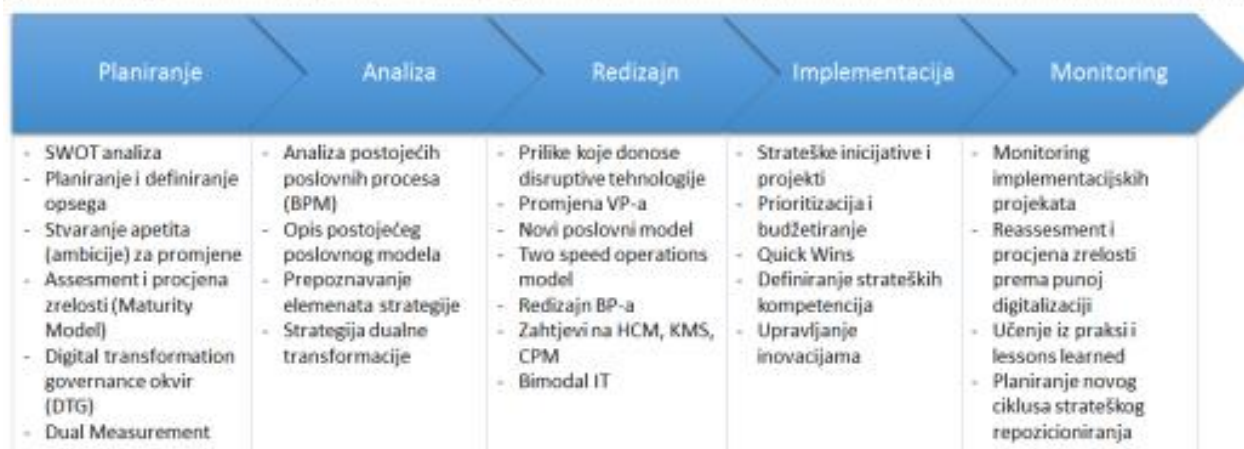 Planiranje
Analiza
Redizajn
Implementacija
Monitoring
- SWOT analiza
- Planiranje i definiranje
opsega
- Stvaranje apetita
(ambicije) za promjene
- Assesment i procjena
zrelosti (Maturity
Model)
- Digital transformation
governance okvir
(DTG)
- Dual Measurement
- Analiza postojećih
poslovnih procesa
(BPM)
- Opis postojećeg
poslovnog modela
- Prepoznavanje
elemenata strategije
- Strategija dualne
transformacije
- Prilike koje donose
disruptive tehnologije
- Promjena VP-a
- Novi poslovni model
- Two speed operations
model
- Redizajn BP-a
- Zahtjevi na HCM, KMS,
CPM
- Bimodal IT
- Strateške inicijative i
projekti
- Prioritizacija i
budžetiranje
- Quick Wins
- Definiranje strateških
kompetencija
- Upravljanje
inovacijama
- Monitoring
implementacijskih
projekata
- Reassesment i
procjena zrelosti
prema punoj
digitalizaciji
- Učenje iz praksi i
lessons learned
- Planiranje novog
ciklusa strateškog
repozicioniranja